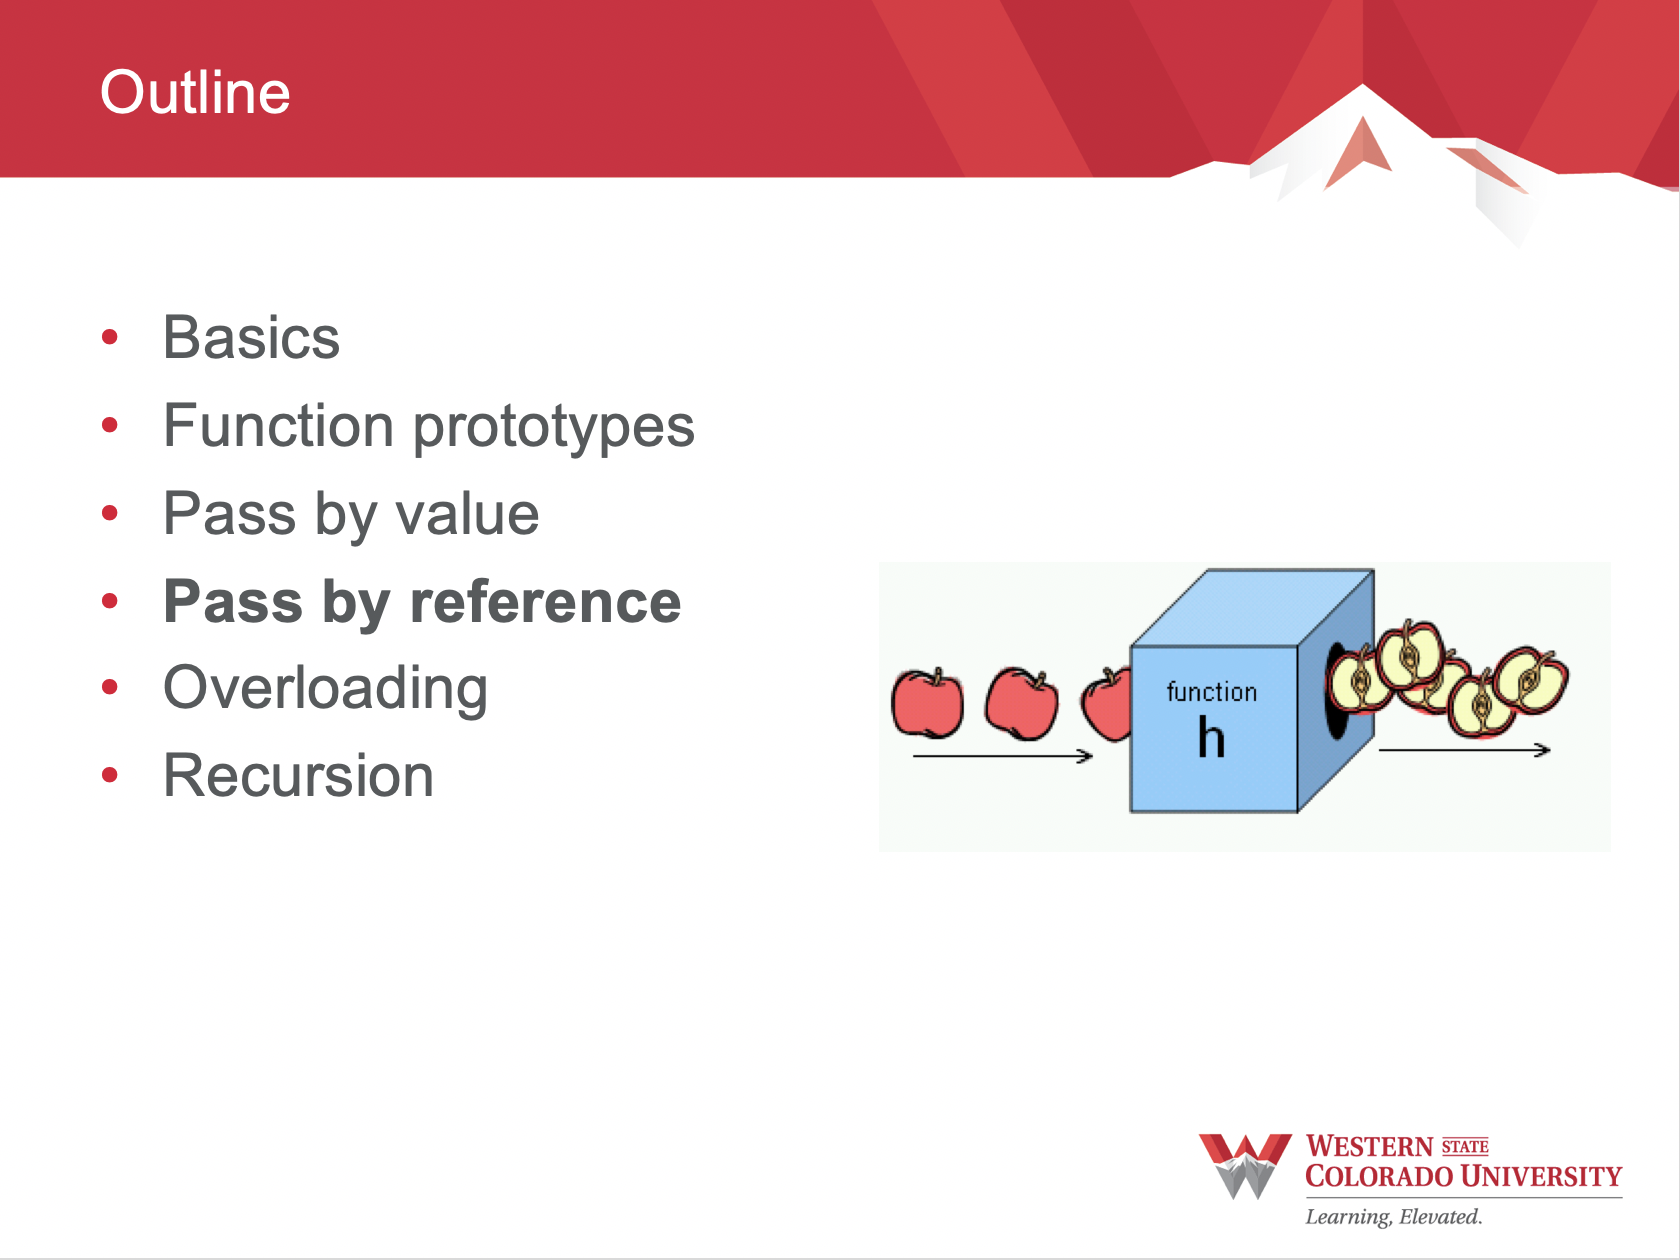 Outline
• Basics
• Function prototypes
• Pass by value
• Pass by reference
• Overloading
• Recursion
function
h
WESTERN STATE
COLORADO UNIVERSITY
Learning, Elevated.